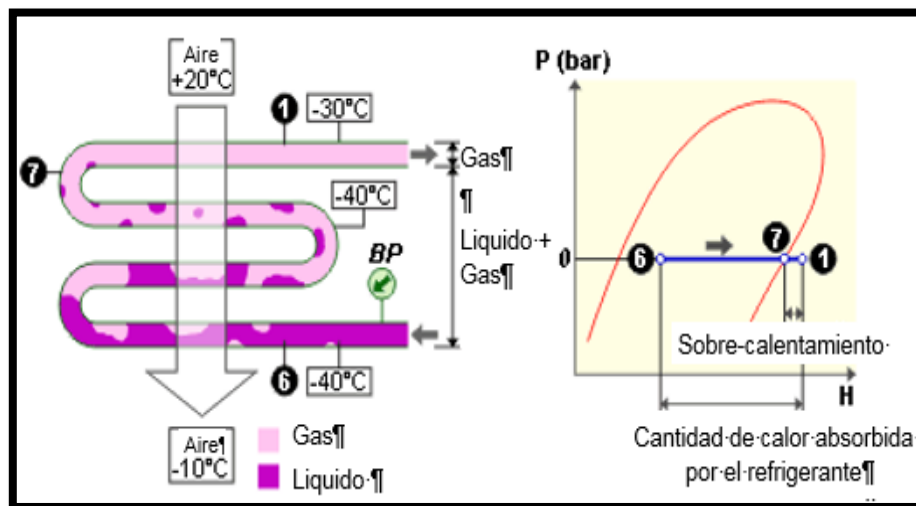 Aire
+20°C
1
-30°C
7
Gas¶
¶
-40°C
Liquido·+
Gas¶
BP
6
-40°C
Aire¶
-10°C
Gas¶
Liquido·¶
P (bar)
0
6
7
1
Sobre-calentamiento·
H
Cantidad·de·calor·absorbida·
por·el·refrigerante¶